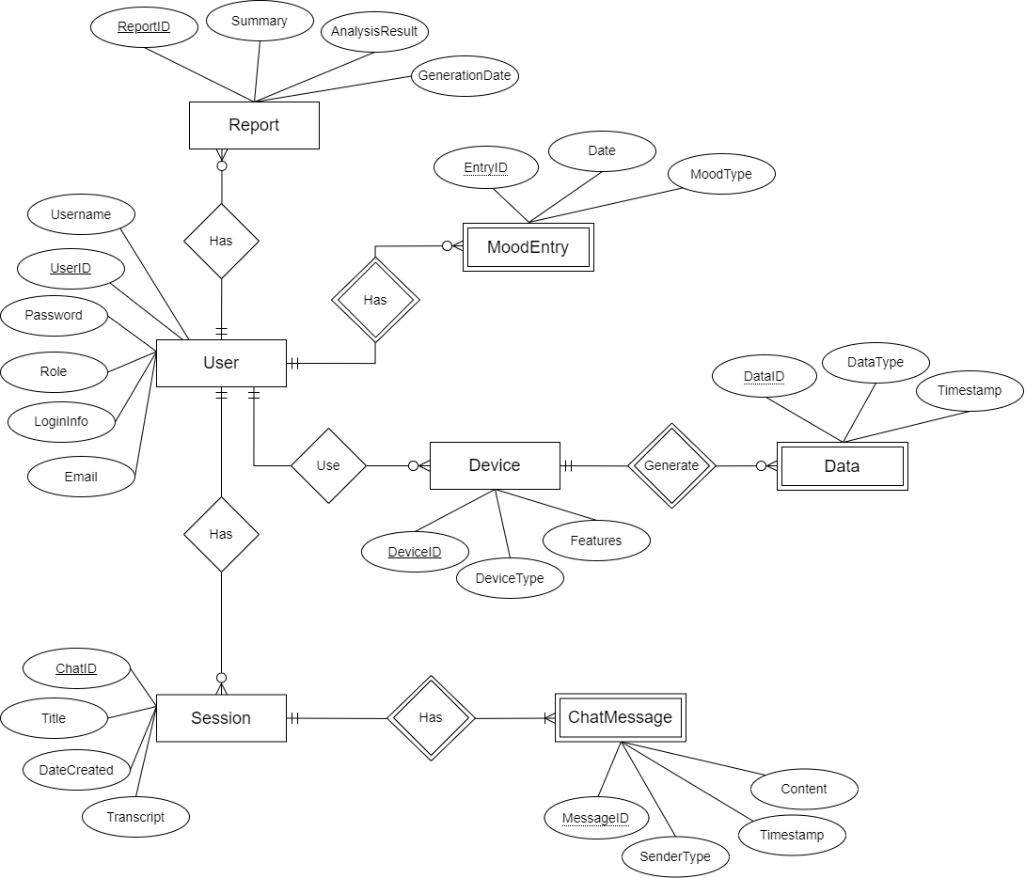 ReportID
Summary
AnalysisResult
GenerationDate
Report
EntryID
Date
MoodType
Username
Has
MoodEntry
UserID
Has
Password
User
Role
DataID
DataType
Timestamp
LoginInfo
Email
Use
Device
Generate
Data
Has
DeviceID
DeviceType
Features
ChatID
Title
Session
Has
ChatMessage
DateCreated
Transcript
MessageID
SenderType
Timestamp
Content